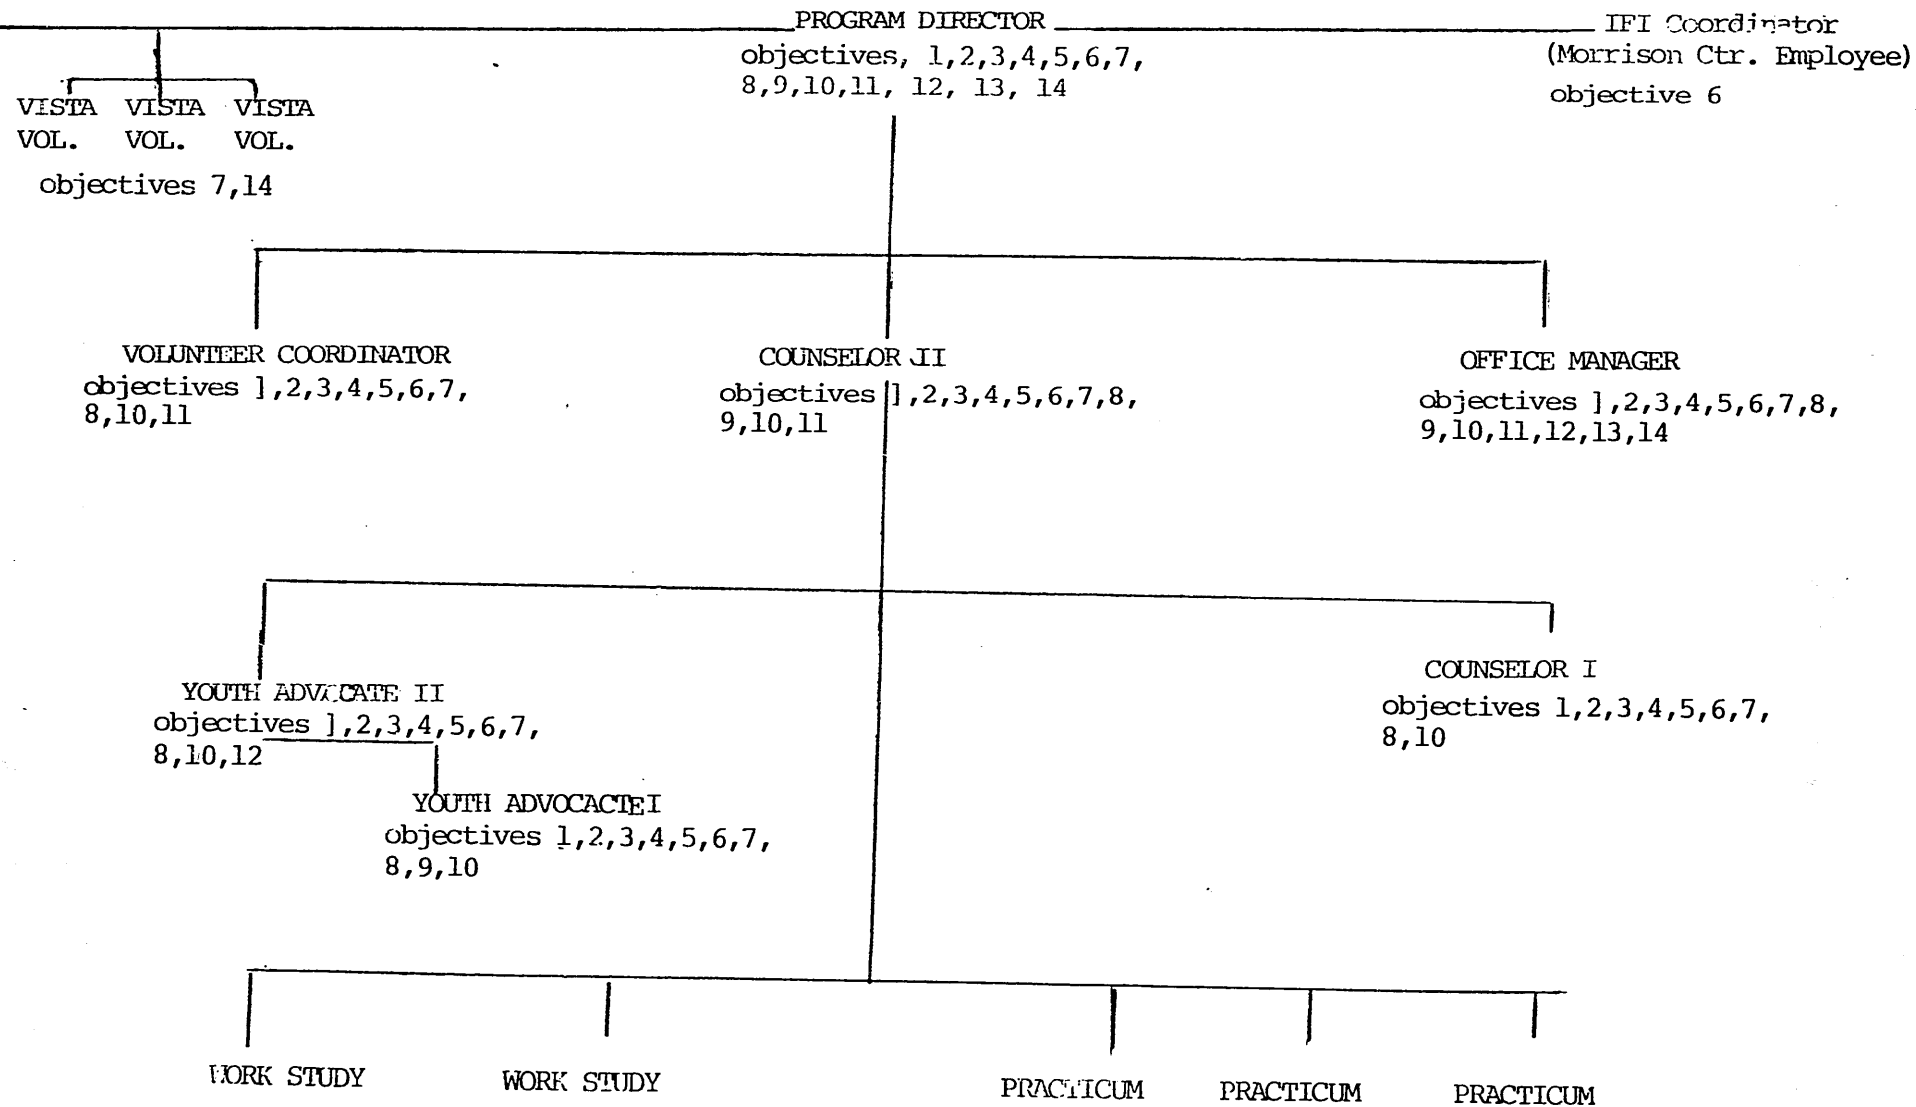 PROGRAM DIRECTOR
objectives, 1,2,3,4,5,6,7,
8,9,10,11, 12, 13, 14
IFI Coordinator
(Morrison Ctr. Employee)
objective 6
VISTA VISTA VISTA
VOL. VOL. VOL.
objectives 7,14
VOLUNTEER COORDINATOR
objectives ],2,3,4,5,6,7,
8,10,11
COUNSELOR II
objectives ],2,3,4,5,6,7,8,
9,10,11
OFFICE MANAGER
objectives ],2,3,4,5,6,7,8,
9,10,11,12,13,14
YOUTH ADVOCATE II
objectives ],2,3,4,5,6,7,
8,10,12
YOUTH ADVOCACTE I
objectives 1,2,3,4,5,6,7,
8,9,10
COUNSELOR I
objectives 1,2,3,4,5,6,7,
8,10
WORK STUDY
WORK STUDY
PRACTICUM
PRACTICUM
PRACTICUM